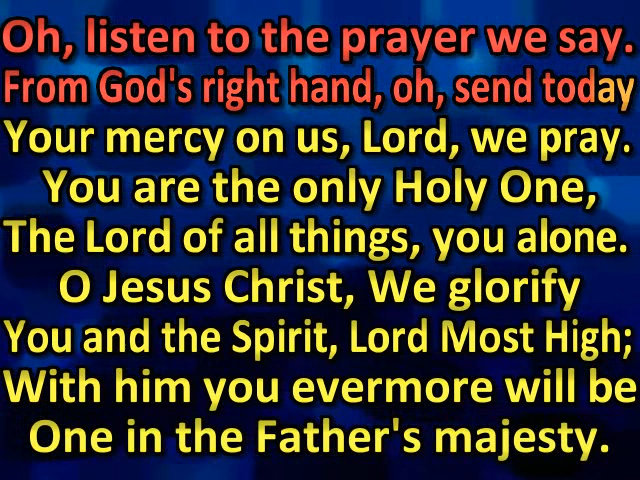 Oh, listen to the prayer we say.
From God's right hand, oh, send today
Your mercy on us, Lord, we pray.
You are the only Holy One,
The Lord of all things, you alone.
O Jesus Christ, We glorify
You and the Spirit, Lord Most High;
With him you evermore will be
One in the Father's majesty.